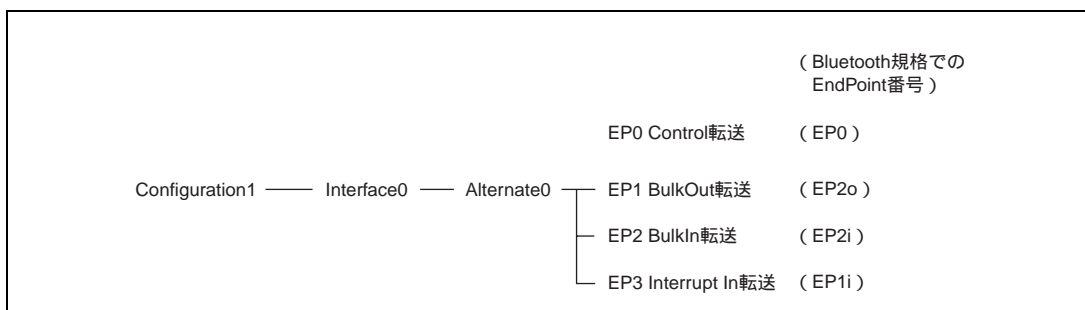 （Bluetooth規格での
EndPoint番号）
EP0 Control転送 （EP0）
Configuration1 Interface0 Alternate0 EP1 BulkOut転送 （EP2o）
EP2 BulkIn転送 （EP2i）
EP3 Interrupt In転送 （EP1i）